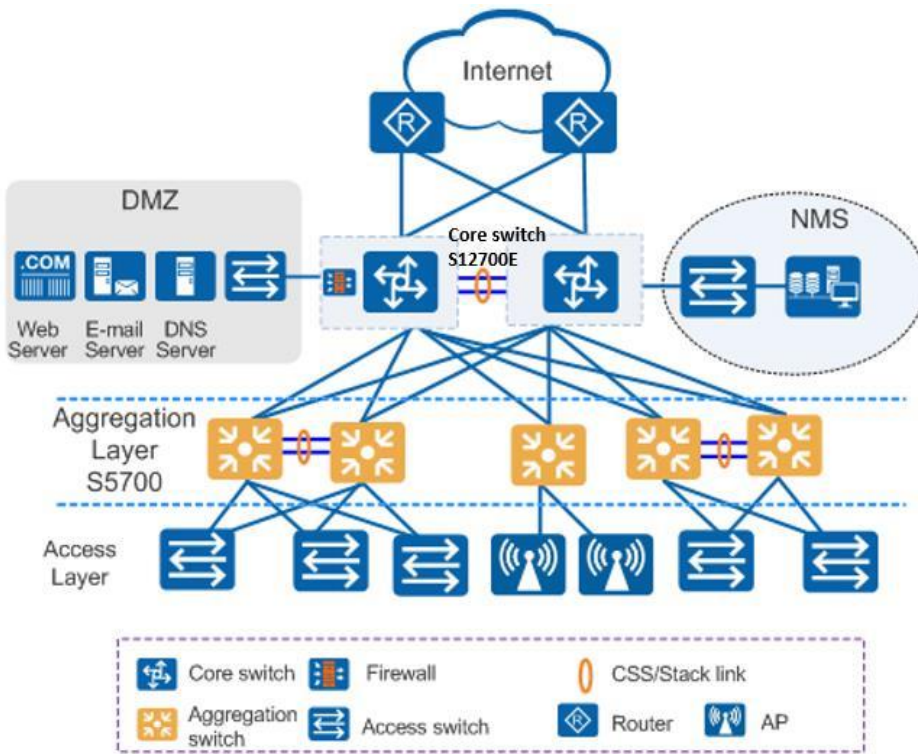 Internet
R
R
DMZ
Core switch
S12700E
NMS
.COM
Web
Server
E-mail
Server
DNS
Server
Aggregation
Layer
S5700
Access
Layer
Core switch
Firewall
CSS/Stack link
Aggregation
switch
Access switch
R
Router
AP